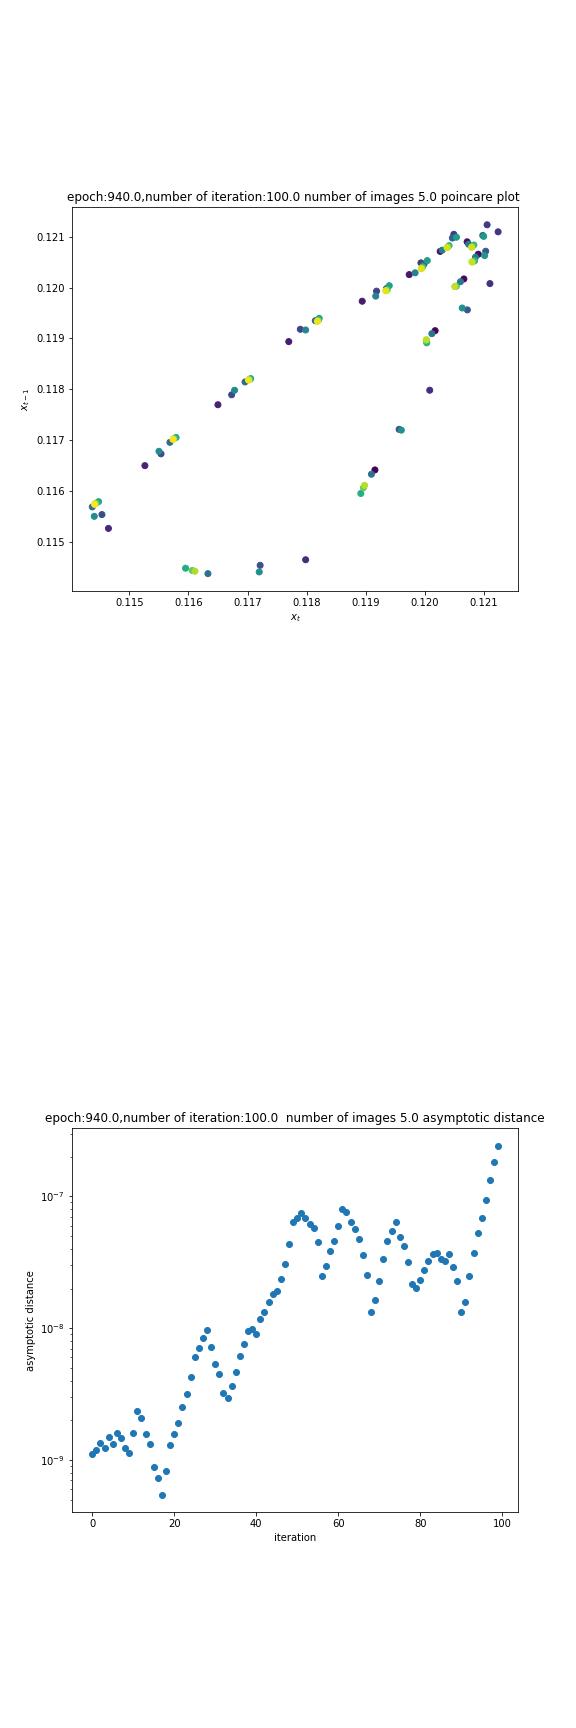 epoch:940.0,number of iteration:100.0 number of images 5.0 poincare plot
0.121
0.120
0.119
0.118
0.117
0.116
0.115
x_{t-1}
0.115 0.116 0.117 0.118 0.119 0.120 0.121
x_t
epoch:940.0,number of iteration:100.0  number of images 5.0 asymptotic distance
10^{-7}
10^{-8}
10^{-9}
asymptotic distance
0 20 40 60 80 100
iteration